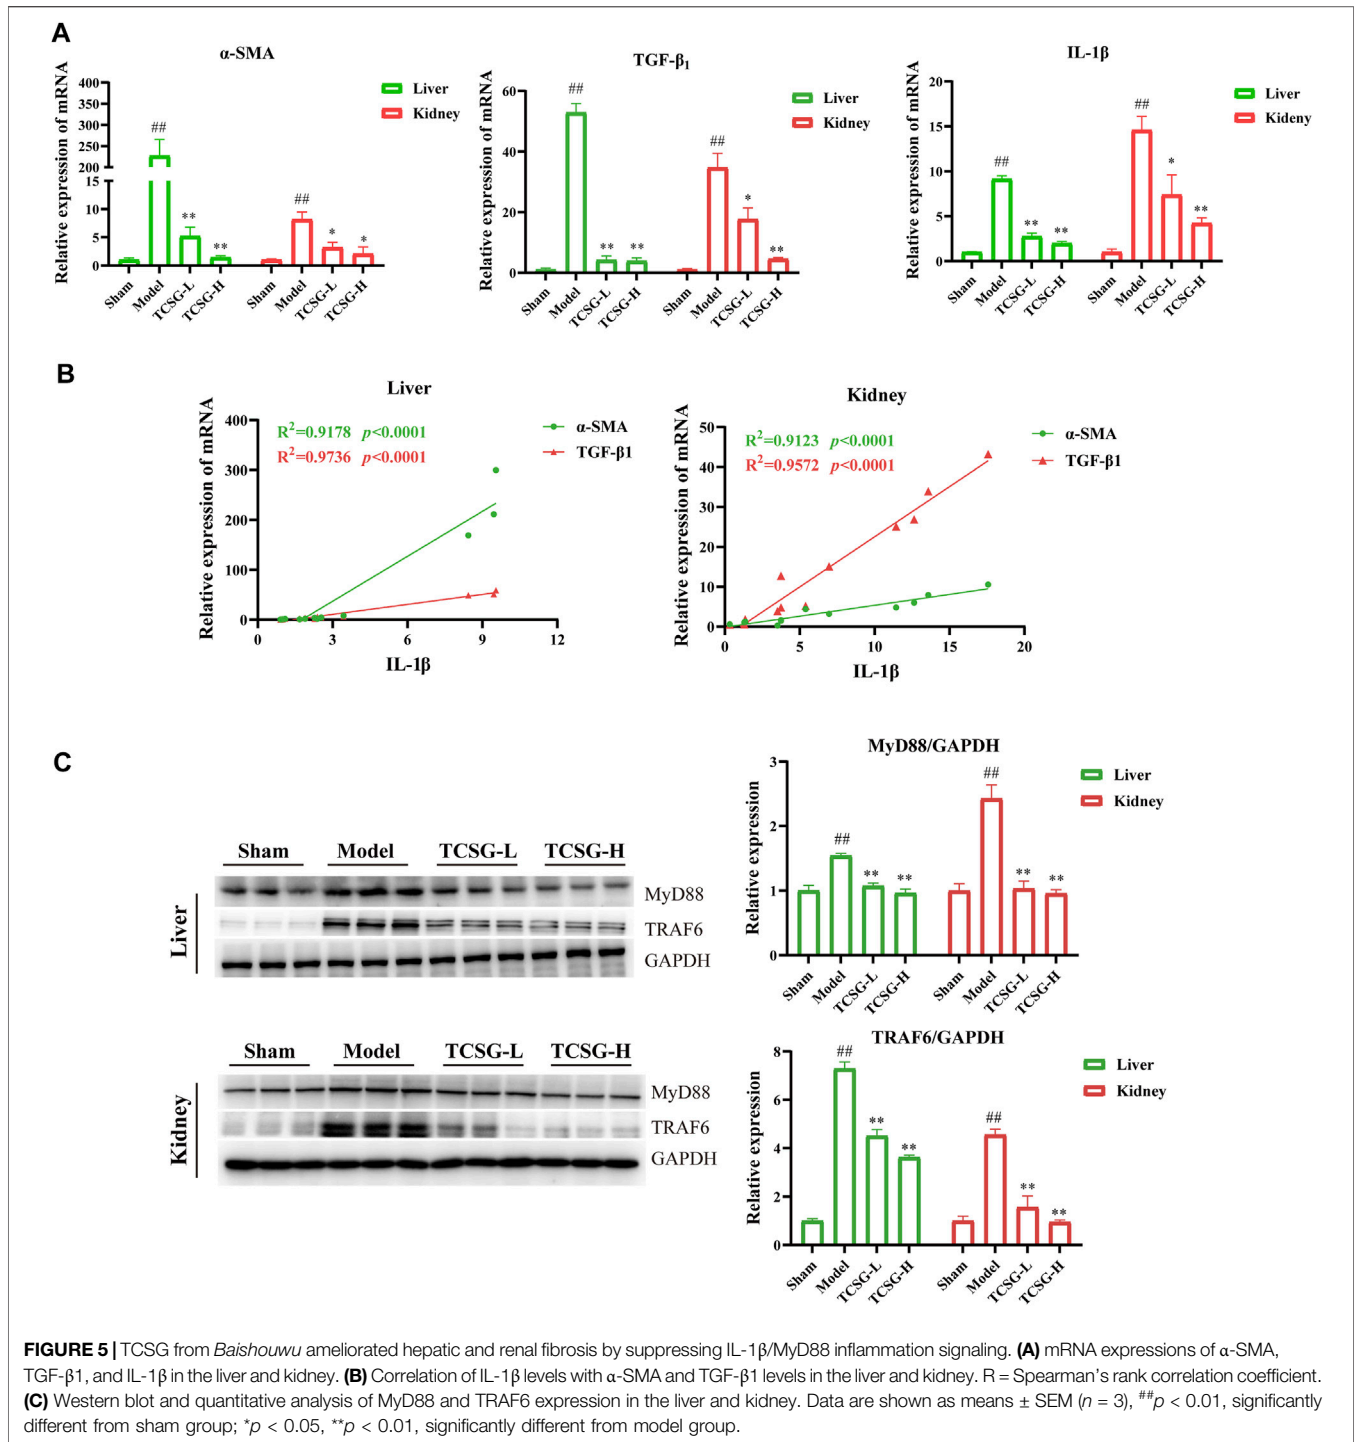 A
α-SMA
Relative expression of mRNA
400
350
300
250
200
15
10
5
0
##
**
**
##
*
*
Sham
Model
TCSG-L
TCSG-H
Sham
Model
TCSG-L
TCSG-H
Liver
Kidney
TGF-β₁
Relative expression of mRNA
60
40
20
0
##
**
**
##
*
**
Sham
Model
TCSG-L
TCSG-H
Sham
Model
TCSG-L
TCSG-H
Liver
Kidney
IL-1β
Relative expression of mRNA
20
15
10
5
0
##
**
**
##
*
**
Sham
Model
TCSG-L
TCSG-H
Sham
Model
TCSG-L
TCSG-H
Liver
Kideny
B
Liver
Relative expression of mRNA
400
300
200
100
0
R²=0.9178 p<0.0001
R²=0.9736 p<0.0001
α-SMA
TGF-β1
0 3 6 9 12
IL-1β
Kidney
Relative expression of mRNA
50
40
30
20
10
0
R²=0.9123 p<0.0001
R²=0.9572 p<0.0001
α-SMA
TGF-β1
0 5 10 15 20
IL-1β
C
Sham Model TCSG-L TCSG-H
Liver
MyD88
TRAF6
GAPDH
Sham Model TCSG-L TCSG-H
Kidney
MyD88
TRAF6
GAPDH
MyD88/GAPDH
Relative expression
3
2
1
0
##
**
**
##
**
**
Sham
Model
TCSG-L
TCSG-H
Sham
Model
TCSG-L
TCSG-H
Liver
Kidney
TRAF6/GAPDH
Relative expression
8
6
4
2
0
##
**
**
##
**
**
Sham
Model
TCSG-L
TCSG-H
Sham
Model
TCSG-L
TCSG-H
Liver
Kidney
FIGURE 5 | TCSG from Baishouwu ameliorated hepatic and renal fibrosis by suppressing IL-1β/MyD88 inflammation signaling. (A) mRNA expressions of α-SMA,
TGF-β1, and IL-1β in the liver and kidney. (B) Correlation of IL-1β levels with α-SMA and TGF-β1 levels in the liver and kidney. R = Spearman's rank correlation coefficient.
(C) Western blot and quantitative analysis of MyD88 and TRAF6 expression in the liver and kidney. Data are shown as means ± SEM (n = 3), ##p < 0.01, significantly
different from sham group; *p < 0.05, **p < 0.01, significantly different from model group.